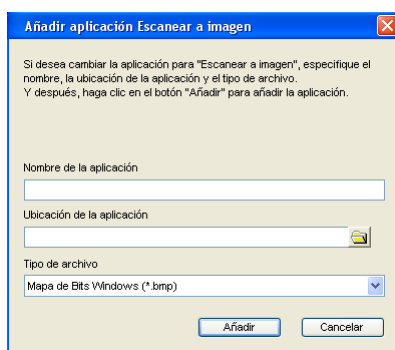 Añadir aplicación Escanear a imagen
Si desea cambiar la aplicación para "Escanear a imagen", especifique el
nombre, la ubicación de la aplicación y el tipo de archivo.
Y después, haga clic en el botón "Añadir" para añadir la aplicación.
Nombre de la aplicación
Ubicación de la aplicación
Tipo de archivo
Mapa de Bits Windows (*.bmp)
Añadir
Cancelar